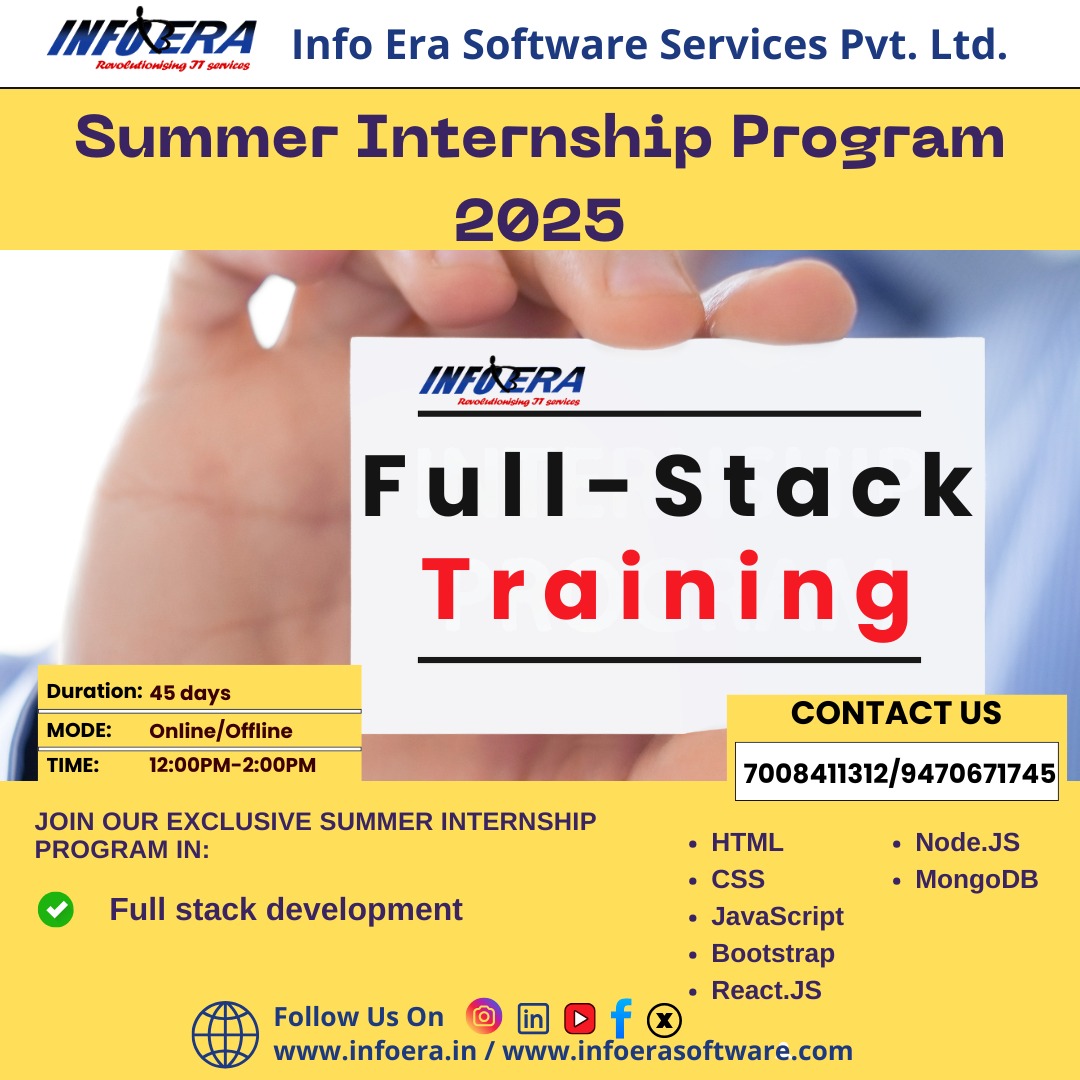 INFOERA
Revolutionising IT services
Info Era Software Services Pvt. Ltd.
Summer Internship Program
2025
INFOERA
Revolutionising IT services
Full-Stack
Training
Duration: 45 days
MODE: Online/Offline
TIME: 12:00PM-2:00PM
CONTACT US
7008411312/9470671745
JOIN OUR EXCLUSIVE SUMMER INTERNSHIP
PROGRAM IN:
Full stack development
• HTML
• CSS
• JavaScript
• Bootstrap
• React.JS
• Node.JS
• MongoDB
Follow Us On
www.infoera.in / www.infoerasoftware.com